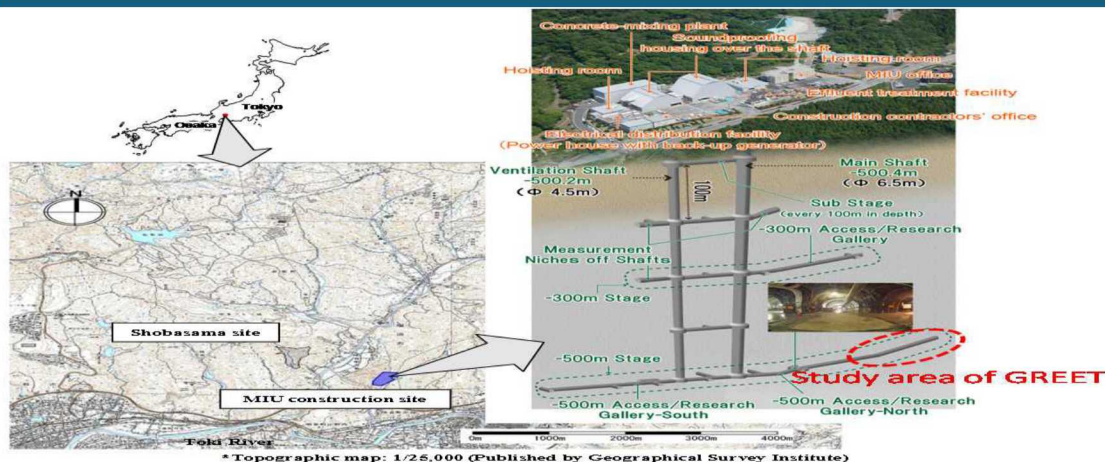 Tokyo
Osaka
N
Shobasama site
MIU construction site
Toki River
0m 1000m 2000m 3000m 4000m
*Topographic map: 1/25,000 (Published by Geographical Survey Institute)
Concrete-mixing plant
Soundproofing
housing over the shaft
Hoisting room
Hoisting room
MIU office
Effluent treatment facility
Construction contractors' office
Electrical distribution facility
(Power house with back-up generator)
Ventilation Shaft
-500.2m
(Φ 4.5m)
Main Shaft
-500.4m
(Φ 6.5m)
100m
Sub Stage
(every 100m in depth)
-300m Access/Research
Gallery
Measurement
Niches off Shafts
-300m Stage
-500m Stage
Study area of GREET
-500m Access/Research
Gallery-South
-500m Access/Research
Gallery-North